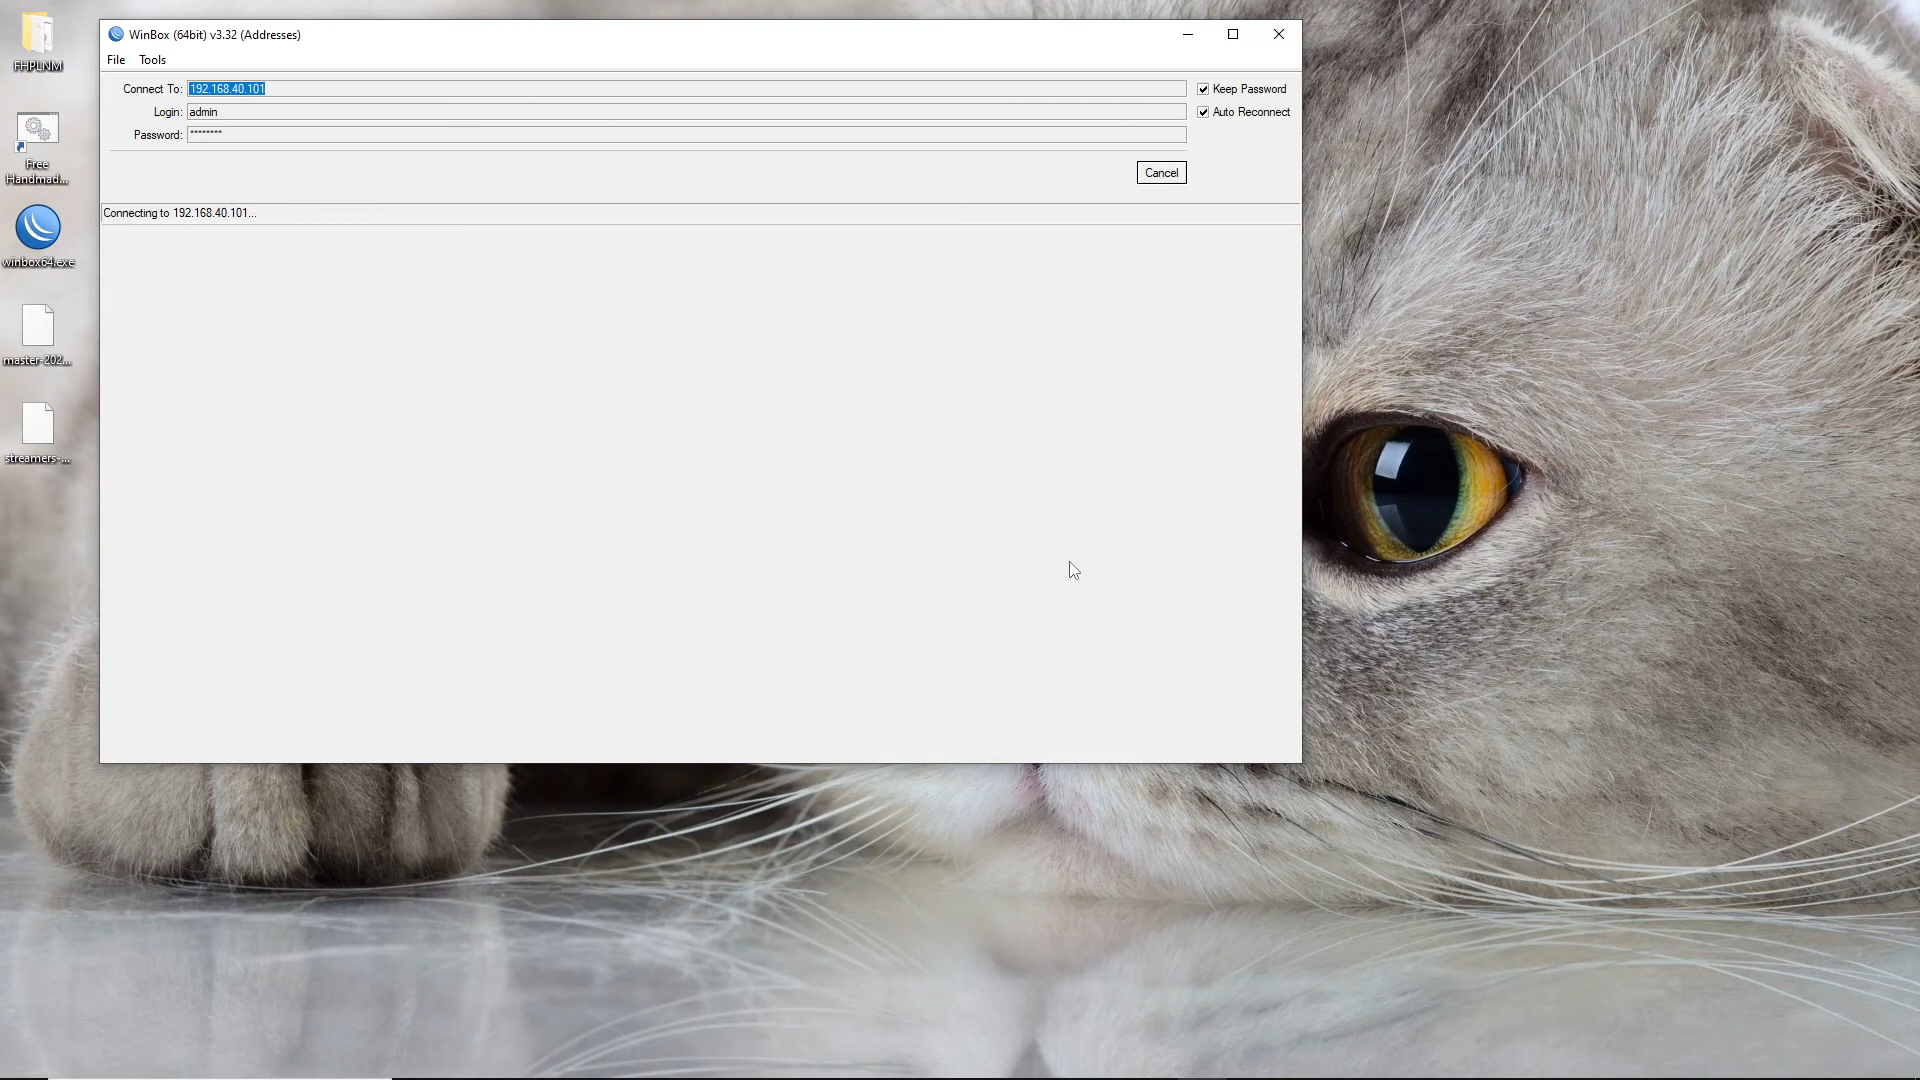 FHPLNM
Free
Handmad...
winbox64.exe
master-202...
streamers-...
WinBox (64bit) v3.32 (Addresses)
File Tools
Connect To: 192.168.40.101
Keep Password
Login: admin
Auto Reconnect
Password: ********
Cancel
Connecting to 192.168.40.101...